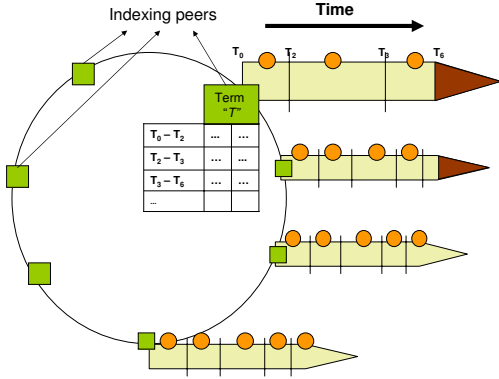 Indexing peers
Time
T0 T2 T3 T6
Term
"T"
T0 – T2 ... ...
T2 – T3 ... ...
T3 – T6 ... ...
...